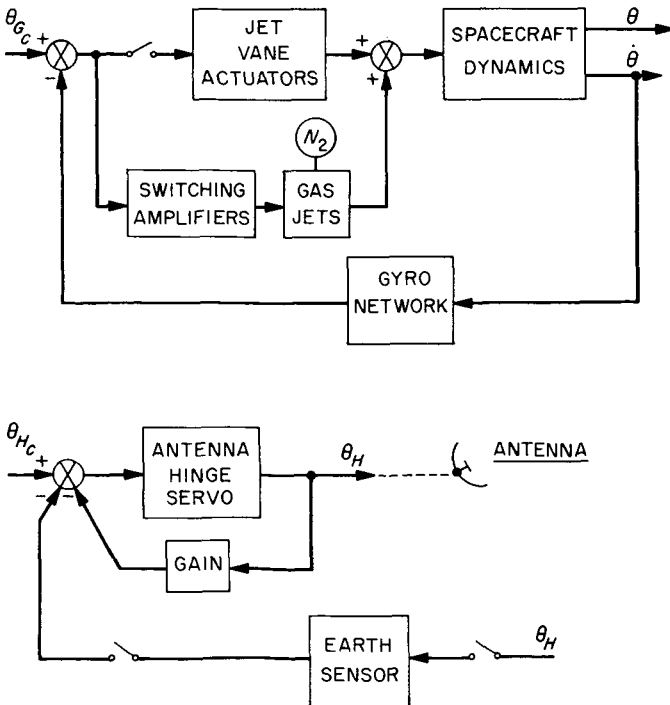 θGc
+
-
JET
VANE
ACTUATORS
+
+
SPACECRAFT
DYNAMICS
θ
θ̇
N2
SWITCHING
AMPLIFIERS
GAS
JETS
GYRO
NETWORK
θHc
+
-
-
ANTENNA
HINGE
SERVO
θH
ANTENNA
GAIN
EARTH
SENSOR
θH